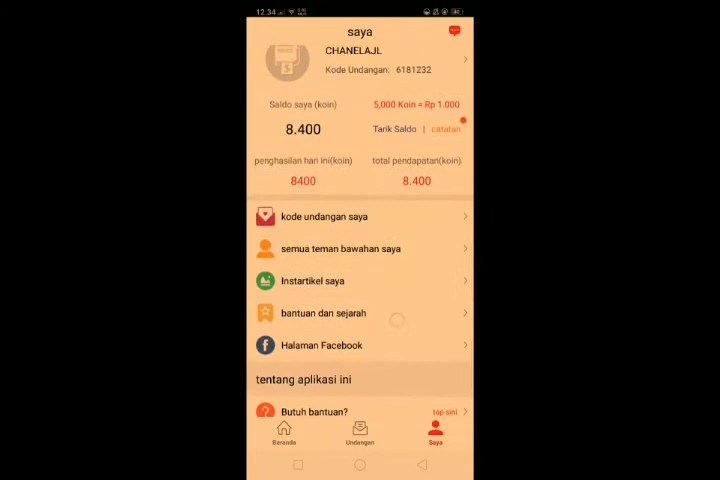 12.34
saya
CHANELAJL
Kode Undangan: 6181232
Saldo saya (koin)
5,000 Koin = Rp 1.000
8.400
Tarik Saldo | catatan
penghasilan hari ini(koin)
total pendapatan(koin)
8400
8.400
kode undangan saya
semua teman bawahan saya
Instartikel saya
bantuan dan sejarah
Halaman Facebook
tentang aplikasi ini
Butuh bantuan?
tap sini
Beranda
Undangan
Saya